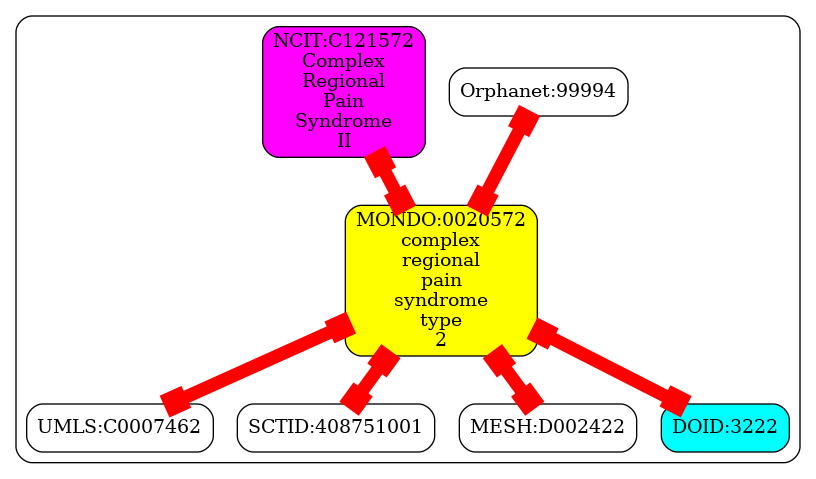 NCIT:C121572
Complex
Regional
Pain
Syndrome
II
Orphanet:99994
MONDO:0020572
complex
regional
pain
syndrome
type
2
UMLS:C0007462
SCTID:408751001
MESH:D002422
DOID:3222